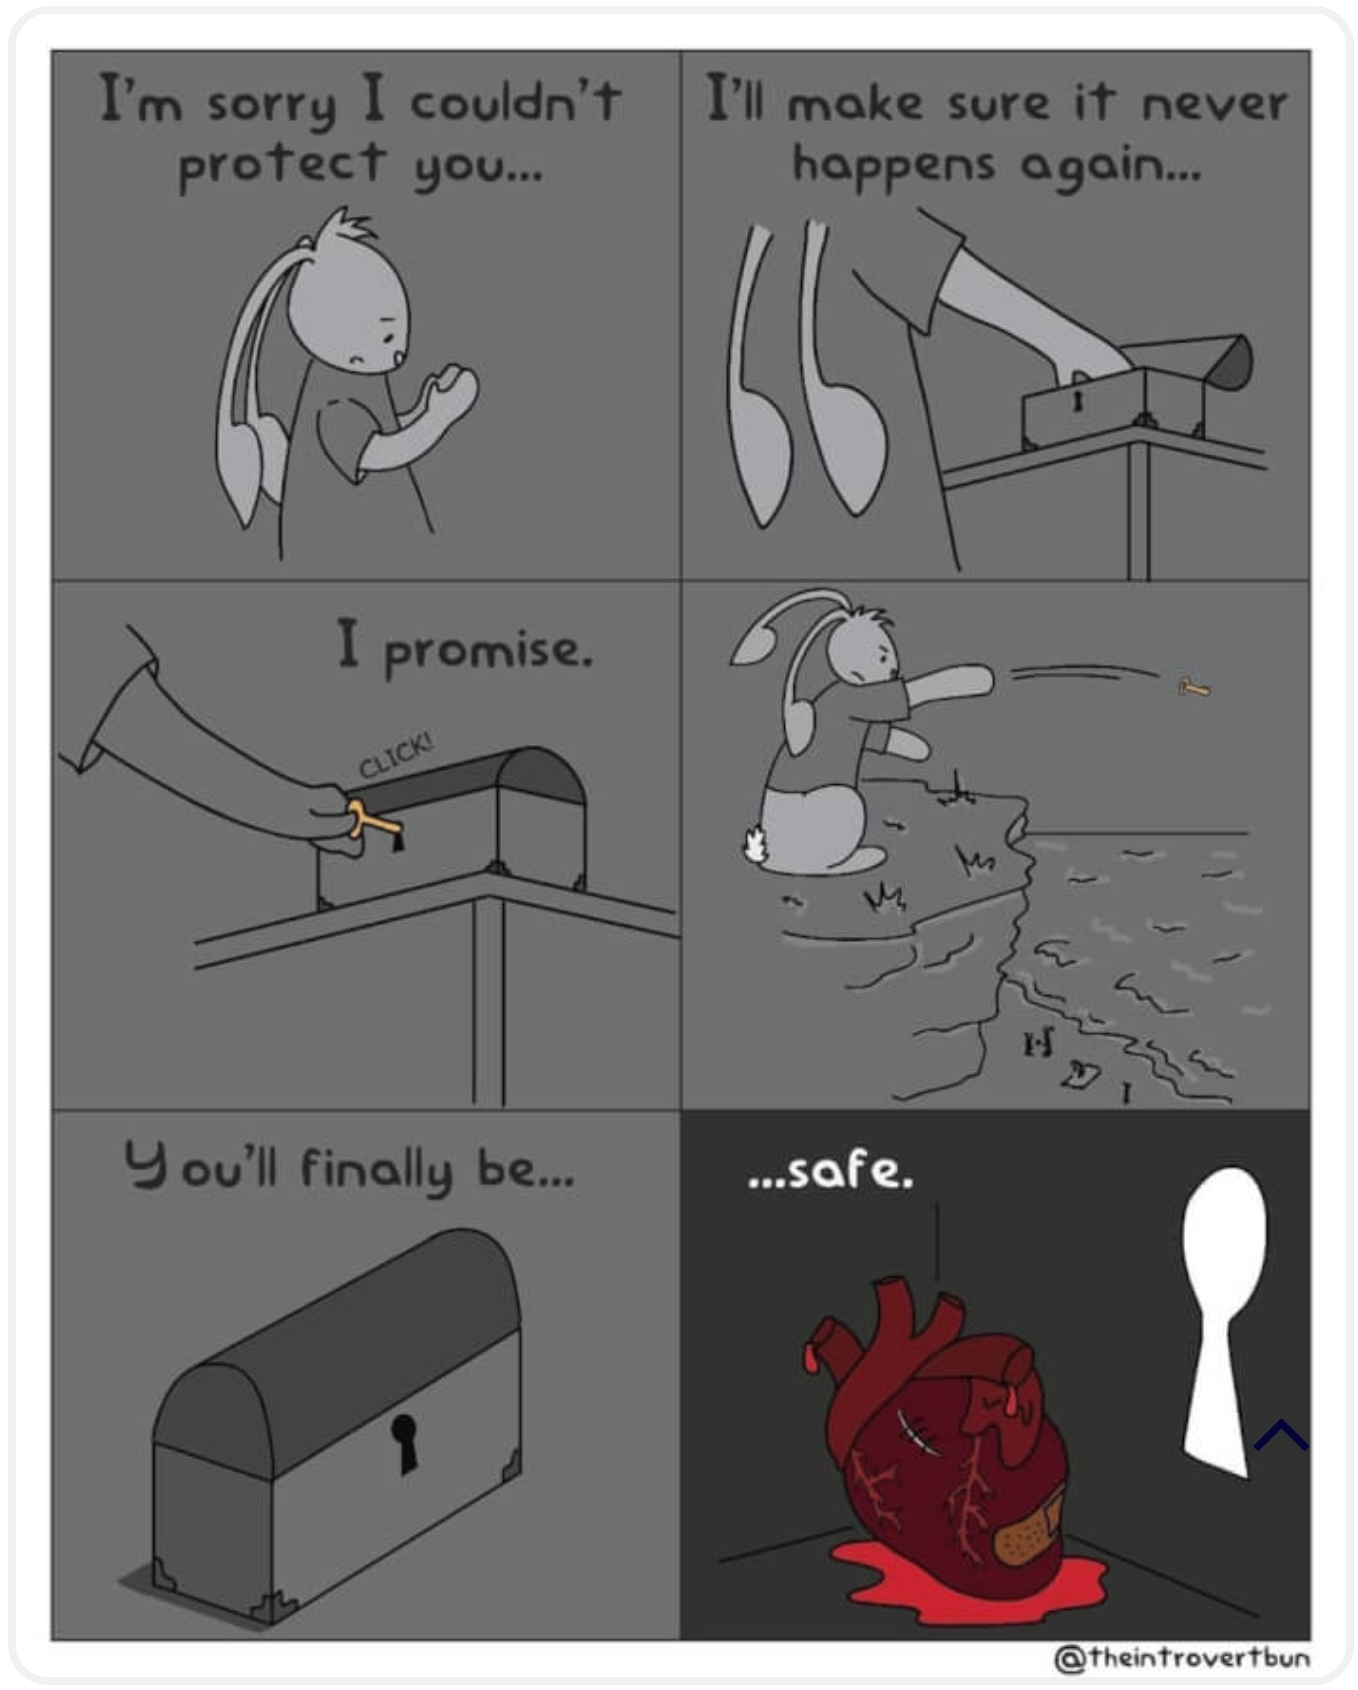 I'm sorry I couldn't
protect you...
I'll make sure it never
happens again...
I promise.
CLICK!
You'll finally be...
...safe.
@theintrovertbun